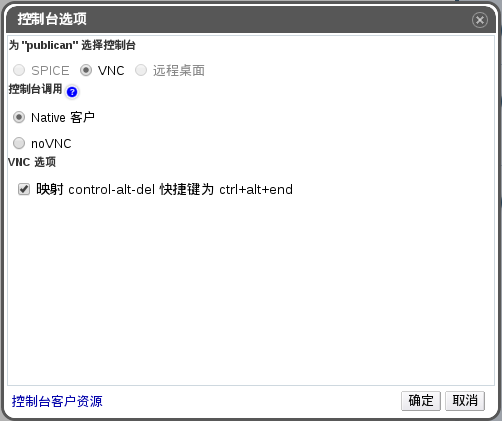 控制台选项
为 "publican" 选择控制台
SPICE VNC 远程桌面
控制台调用 ?
Native 客户
noVNC
VNC 选项
映射 control-alt-del 快捷键为 ctrl+alt+end
控制台客户资源 确定 取消